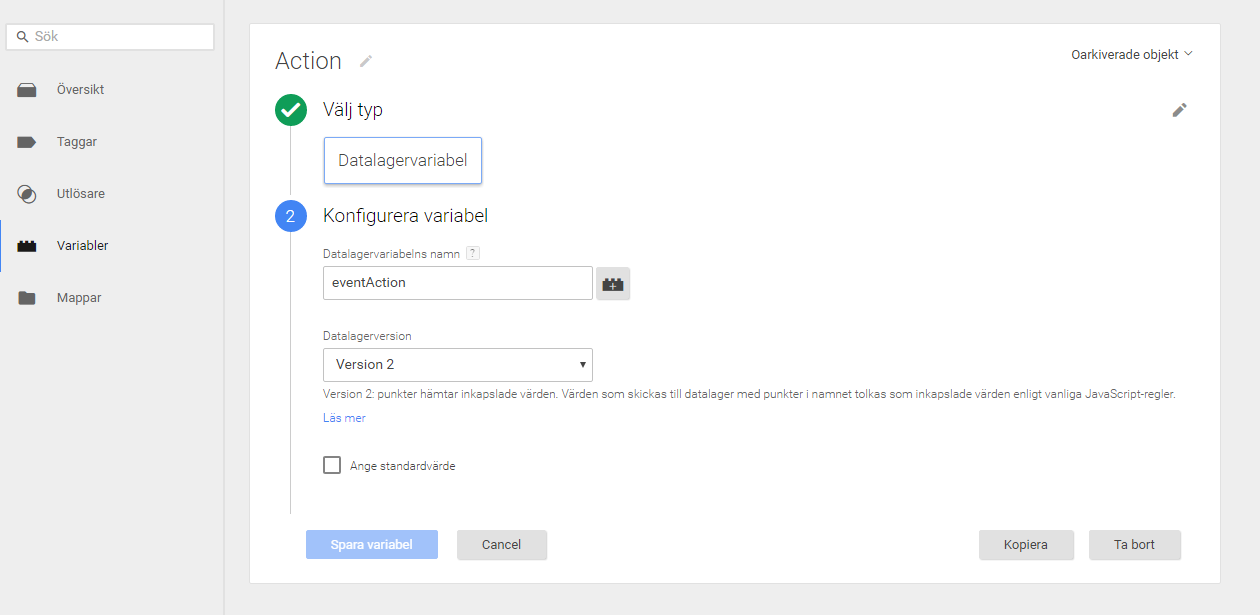 Sök
Översikt
Taggar
Utlösare
Variabler
Mappar
Action
Oarkiverade objekt
Välj typ
Datalagervariabel
2
Konfigurera variabel
Datalagervariabelns namn ?
eventAction
Datalagerversion
Version 2
Version 2: punkter hämtar inkapslade värden. Värden som skickas till datalager med punkter i namnet tolkas som inkapslade värden enligt vanliga JavaScript-regler.
Läs mer
Ange standardvärde
Spara variabel
Cancel
Kopiera
Ta bort